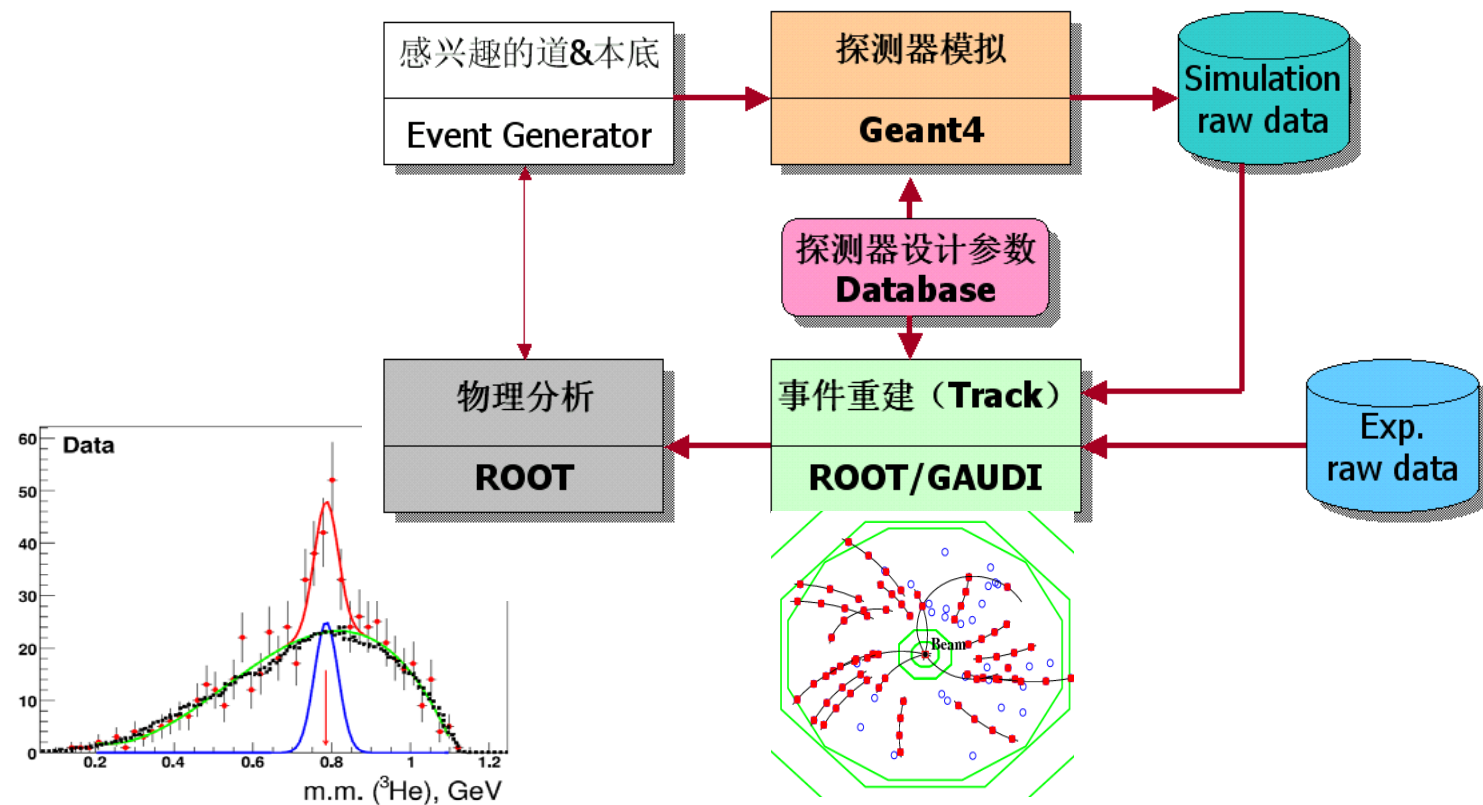 感兴趣的道&本底
Event Generator
探测器模拟
Geant4
Simulation
raw data
探测器设计参数
Database
物理分析
ROOT
事件重建（Track）
ROOT/GAUDI
Exp.
raw data
Data
60
50
40
30
20
10
0
0.2
0.4
0.6
0.8
1
1.2
m.m. (³He), GeV
Beam